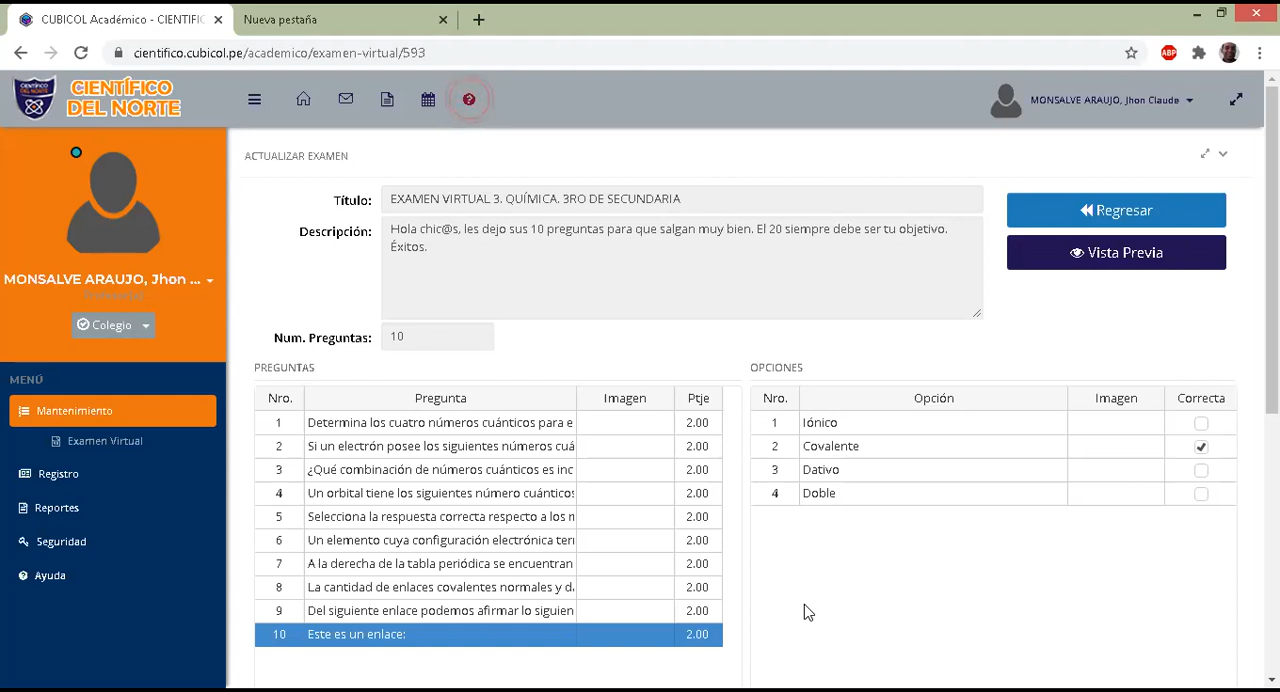 CUBICOL Académico - CIENTIFIC
Nueva pestaña
cientifico.cubicol.pe/academico/examen-virtual/593
ABP
CIENTÍFICO
DEL NORTE
MONSALVE ARAUJO, Jhon Claude
MONSALVE ARAUJO, Jhon ...
Colegio
MENÚ
Mantenimiento
Examen Virtual
Registro
Reportes
Seguridad
Ayuda
ACTUALIZAR EXAMEN
Título: EXAMEN VIRTUAL 3. QUÍMICA. 3RO DE SECUNDARIA
Descripción: Hola chic@s, les dejo sus 10 preguntas para que salgan muy bien. El 20 siempre debe ser tu objetivo.
Éxitos.
Num. Preguntas: 10
Regresar
Vista Previa
PREGUNTAS
Nro. Pregunta Imagen Ptje
1 Determina los cuatro números cuánticos para e 2.00
2 Si un electrón posee los siguientes números cuá 2.00
3 ¿Qué combinación de números cuánticos es inc 2.00
4 Un orbital tiene los siguientes número cuánticos 2.00
5 Selecciona la respuesta correcta respecto a los n 2.00
6 Un elemento cuya configuración electrónica terr 2.00
7 A la derecha de la tabla periódica se encuentran 2.00
8 La cantidad de enlaces covalentes normales y da 2.00
9 Del siguiente enlace podemos afirmar lo siguien 2.00
10 Este es un enlace: 2.00
OPCIONES
Nro. Opción Imagen Correcta
1 Iónico
2 Covalente
3 Dativo
4 Doble